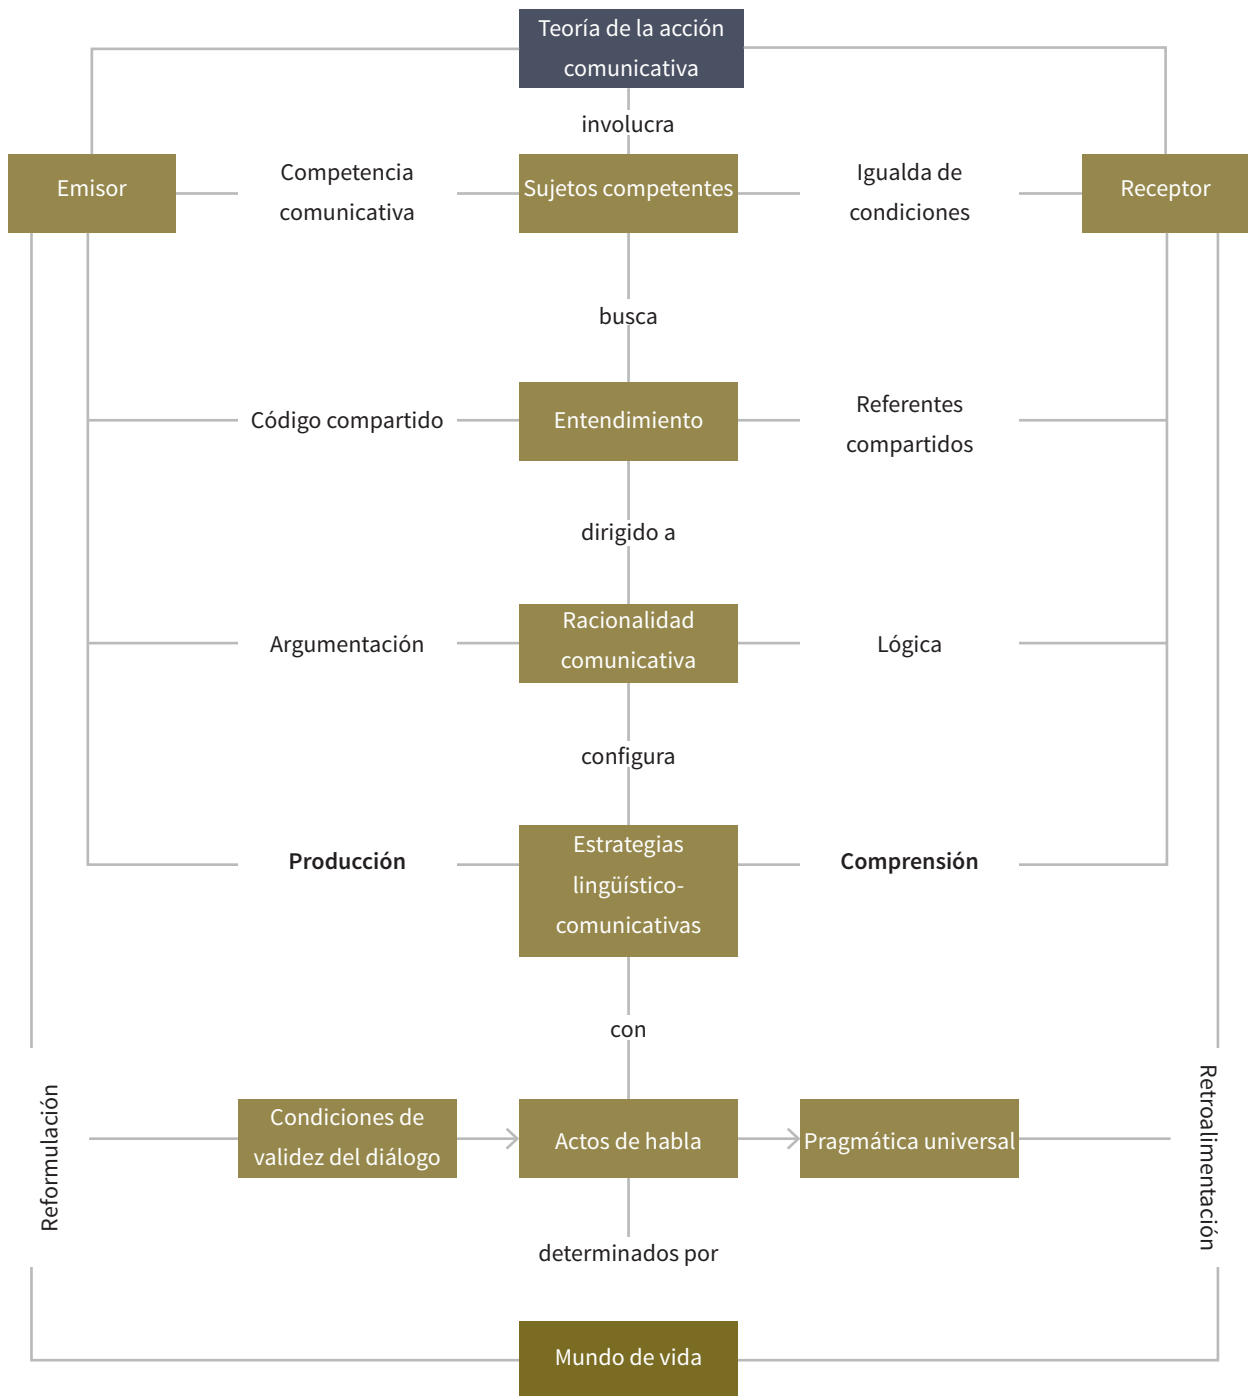 Teoría de la acción
comunicativa
involucra
Emisor
Competencia
comunicativa
Sujetos competentes
Igualda de
condiciones
Receptor
busca
Código compartido
Entendimiento
Referentes
compartidos
dirigido a
Argumentación
Racionalidad
comunicativa
Lógica
configura
Producción
Estrategias
lingüístico-
comunicativas
Comprensión
con
Reformulación
Condiciones de
validez del diálogo
Actos de habla
Pragmática universal
Retroalimentación
determinados por
Mundo de vida